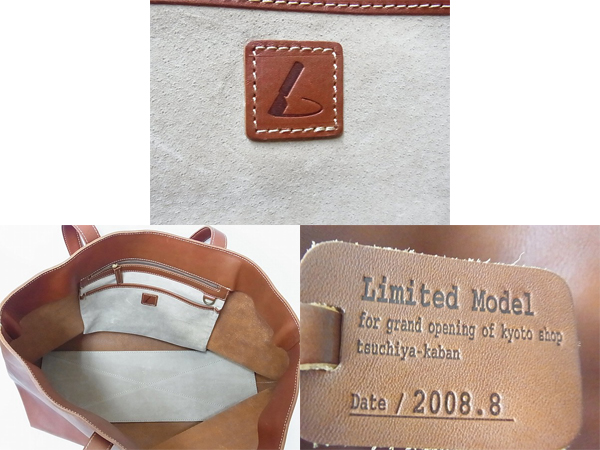 Limited Model
for grand opening of kyoto shop
tsuchiya-kaban
Date / 2008.8